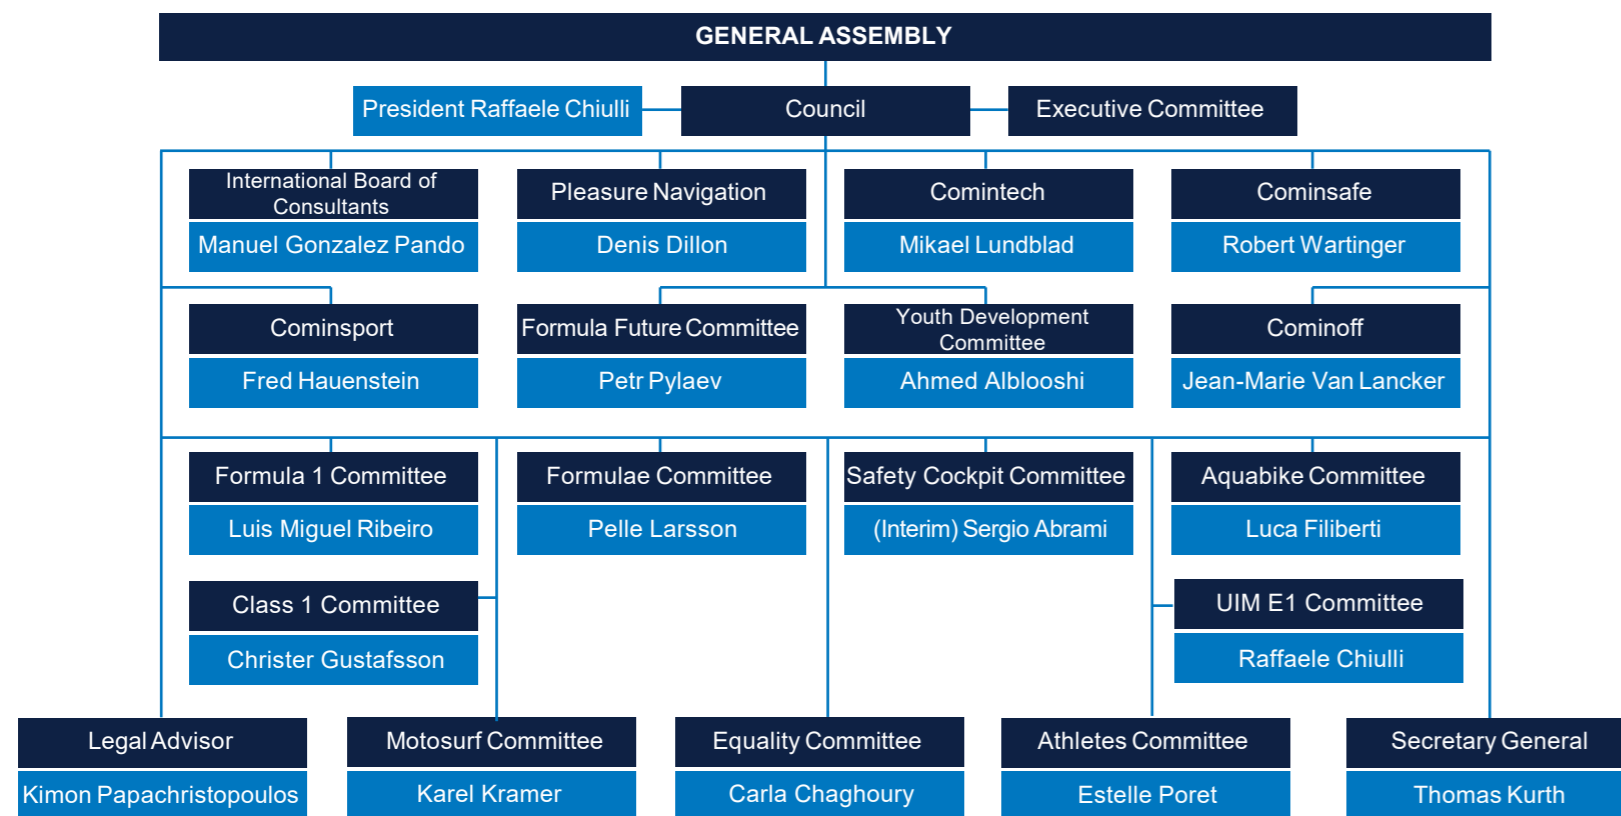 GENERAL ASSEMBLY
President Raffaele Chiulli
Council
Executive Committee
International Board of
Consultants
Manuel Gonzalez Pando
Pleasure Navigation
Denis Dillon
Comintech
Mikael Lundblad
Cominsafe
Robert Wartinger
Cominsport
Fred Hauenstein
Formula Future Committee
Petr Pylaev
Youth Development
Committee
Ahmed Alblooshi
Cominoff
Jean-Marie Van Lancker
Formula 1 Committee
Luis Miguel Ribeiro
Formulae Committee
Pelle Larsson
Safety Cockpit Committee
(Interim) Sergio Abrami
Aquabike Committee
Luca Filiberti
Class 1 Committee
Christer Gustafsson
UIM E1 Committee
Raffaele Chiulli
Legal Advisor
Kimon Papachristopoulos
Motosurf Committee
Karel Kramer
Equality Committee
Carla Chaghoury
Athletes Committee
Estelle Poret
Secretary General
Thomas Kurth